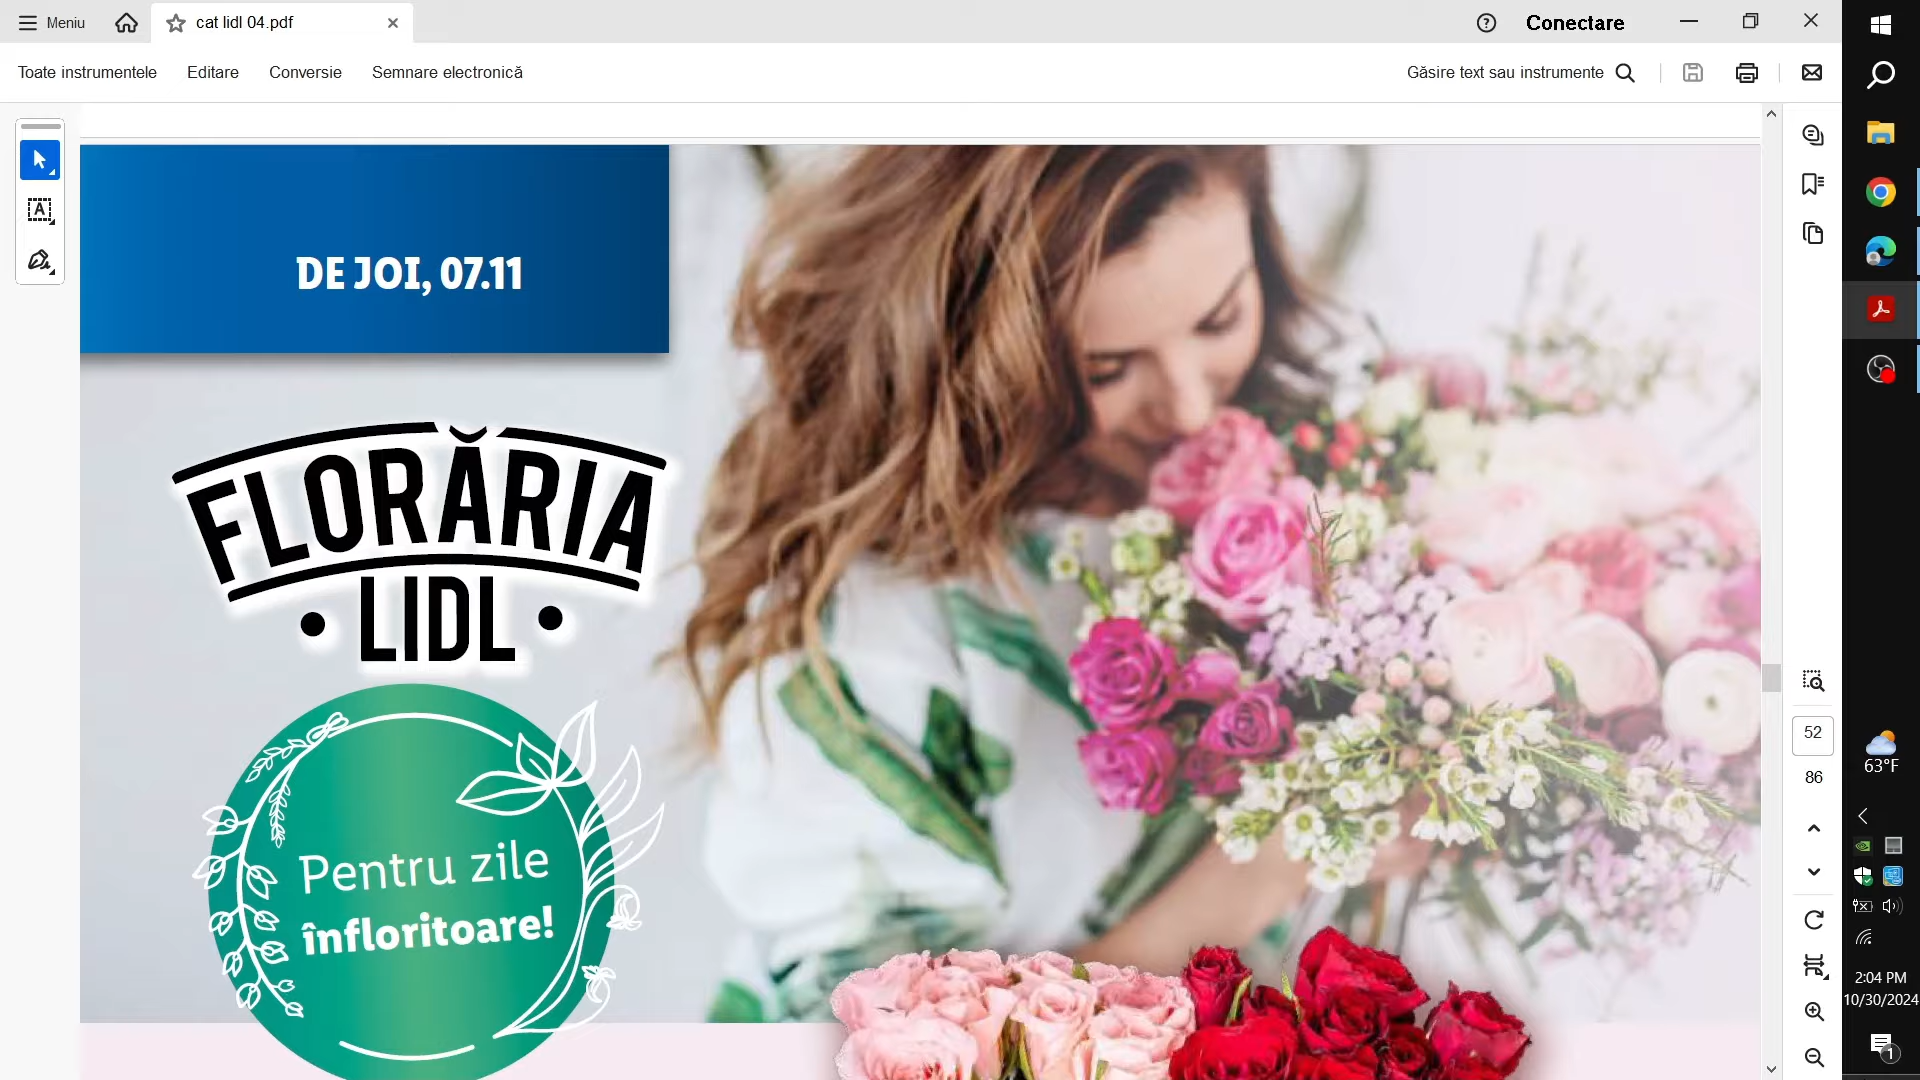 Meniu
cat lidl 04.pdf
Conectare
Toate instrumentele
Editare
Conversie
Semnare electronică
Găsire text sau instrumente
DE JOI, 07.11
FLORĂRIA
LIDL
Pentru zile
înfloritoare!
52
86
63°F
2:04 PM
10/30/2024
1